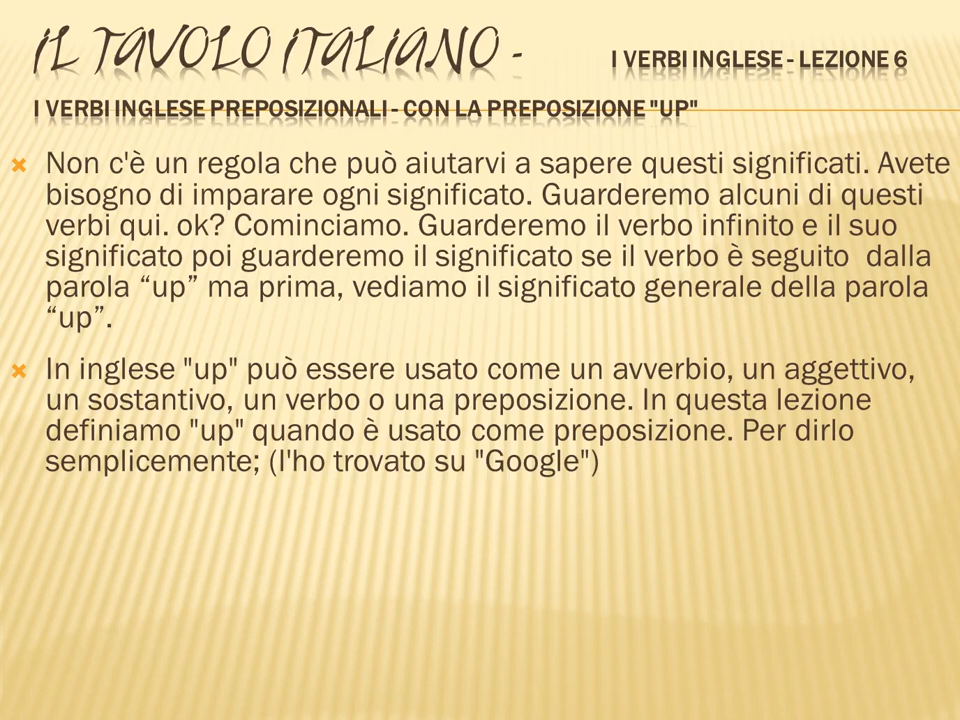 IL TAVOLO ITALIANO - I VERBI INGLESE - LEZIONE 6
I VERBI INGLESE PREPOSIZIONALI - CON LA PREPOSIZIONE "UP"
Non c'è un regola che può aiutarvi a sapere questi significati. Avete
bisogno di imparare ogni significato. Guarderemo alcuni di questi
verbi qui. ok? Cominciamo. Guarderemo il verbo infinito e il suo
significato poi guarderemo il significato se il verbo è seguito dalla
parola “up” ma prima, vediamo il significato generale della parola
“up”.
In inglese "up" può essere usato come un avverbio, un aggettivo,
un sostantivo, un verbo o una preposizione. In questa lezione
definiamo "up" quando è usato come preposizione. Per dirlo
semplicemente; (l'ho trovato su "Google")